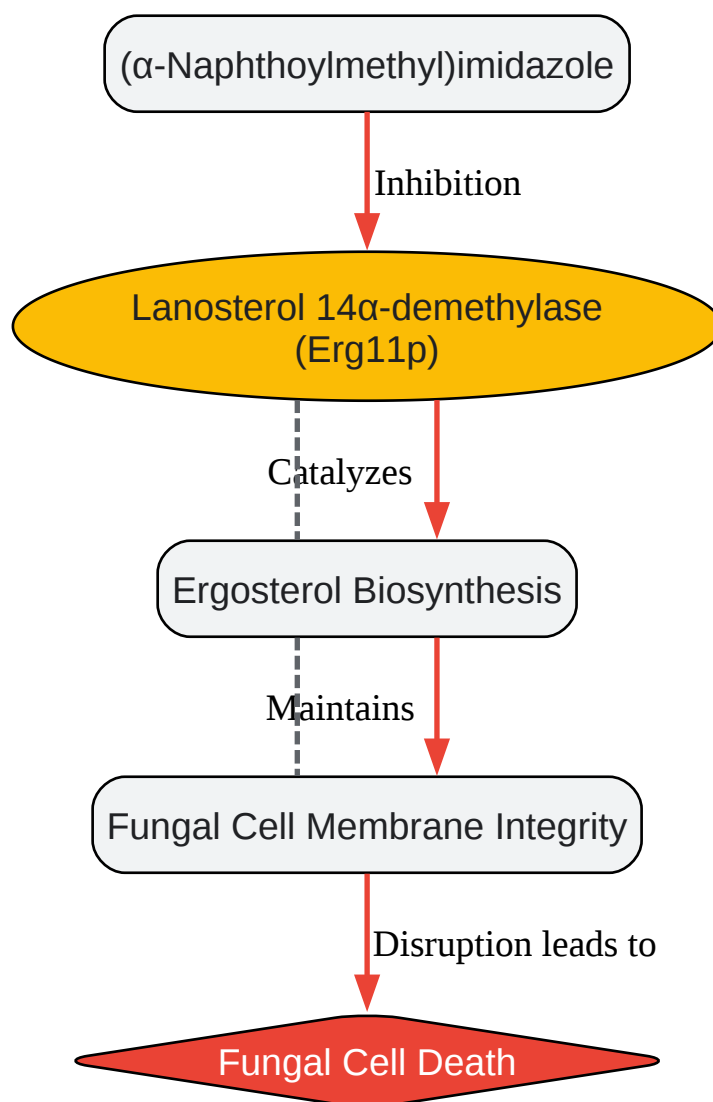 (α-Naphthoylmethyl)imidazole
Inhibition
Lanosterol 14α-demethylase
(Erg11p)
Catalyzes
Ergosterol Biosynthesis
Maintains
Fungal Cell Membrane Integrity
Disruption leads to
Fungal Cell Death